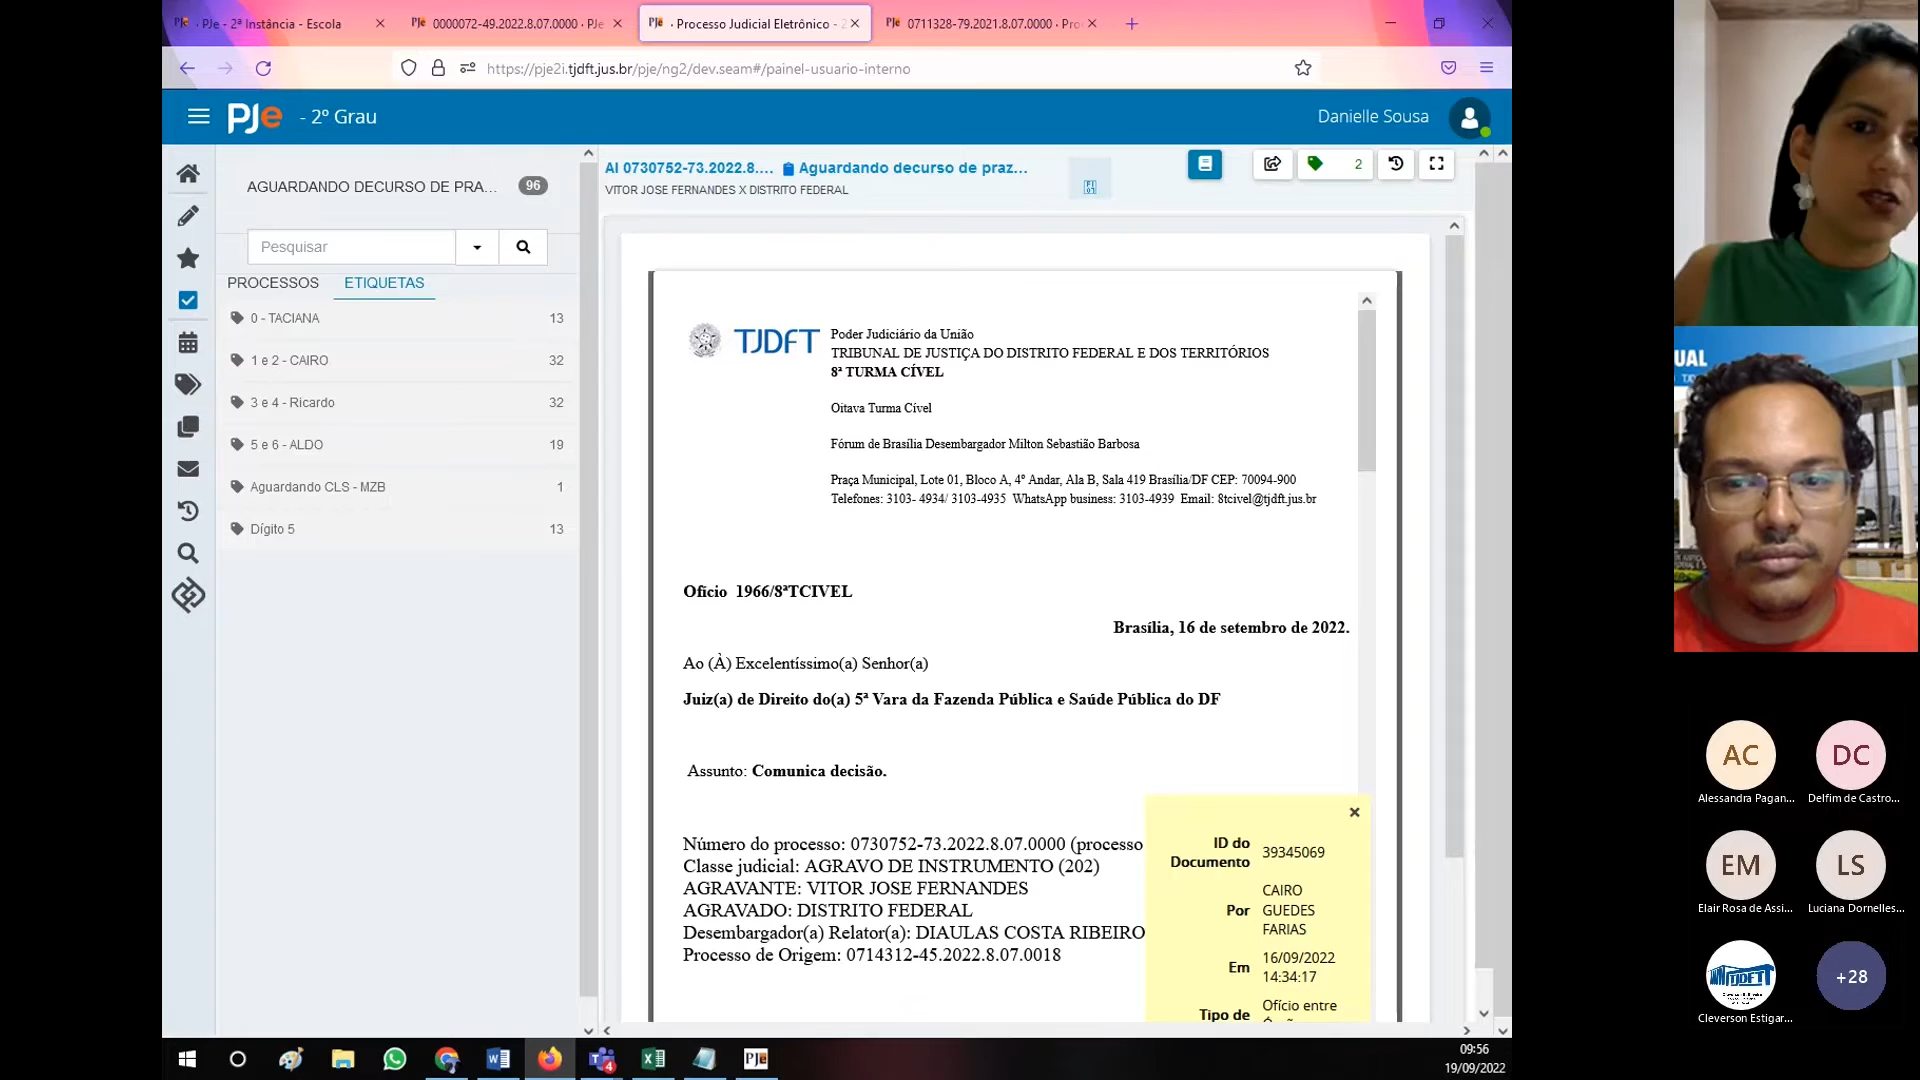 PJe - 2ª Instância - Escola
0000072-49.2022.8.07.0000 · PJe
· Processo Judicial Eletrônico - 2
0711328-79.2021.8.07.0000 · Pro
https://pje2i.tjdft.jus.br/pje/ng2/dev.seam#/painel-usuario-interno
PJe - 2º Grau
Danielle Sousa
AGUARDANDO DECURSO DE PRA...
96
Pesquisar
PROCESSOS
ETIQUETAS
0 - TACIANA 13
1 e 2 - CAIRO 32
3 e 4 - Ricardo 32
5 e 6 - ALDO 19
Aguardando CLS - MZB 1
Dígito 5 13
AI 0730752-73.2022.8.... Aguardando decurso de praz...
VITOR JOSE FERNANDES X DISTRITO FEDERAL
2
TJDFT
Poder Judiciário da União
TRIBUNAL DE JUSTIÇA DO DISTRITO FEDERAL E DOS TERRITÓRIOS
8ª TURMA CÍVEL
Oitava Turma Cível
Fórum de Brasília Desembargador Milton Sebastião Barbosa
Praça Municipal, Lote 01, Bloco A, 4º Andar, Ala B, Sala 419 Brasília/DF CEP: 70094-900
Telefones: 3103- 4934/ 3103-4935 WhatsApp business: 3103-4939 Email: 8tcivel@tjdft.jus.br
Ofício 1966/8ªTCIVEL
Brasília, 16 de setembro de 2022.
Ao (À) Excelentíssimo(a) Senhor(a)
Juiz(a) de Direito do(a) 5ª Vara da Fazenda Pública e Saúde Pública do DF
Assunto: Comunica decisão.
Número do processo: 0730752-73.2022.8.07.0000 (processo
Classe judicial: AGRAVO DE INSTRUMENTO (202)
AGRAVANTE: VITOR JOSE FERNANDES
AGRAVADO: DISTRITO FEDERAL
Desembargador(a) Relator(a): DIAULAS COSTA RIBEIRO
Processo de Origem: 0714312-45.2022.8.07.0018
ID do Documento 39345069
Por CAIRO GUEDES FARIAS
Em 16/09/2022 14:34:17
Tipo de Ofício entre
UAL
AC
Alessandra Pagan...
DC
Delfim de Castro...
EM
Elair Rosa de Assi...
LS
Luciana Dornelles...
TJDFT
Cleverson Estigar...
+28
4
PJe
09:56
19/09/2022